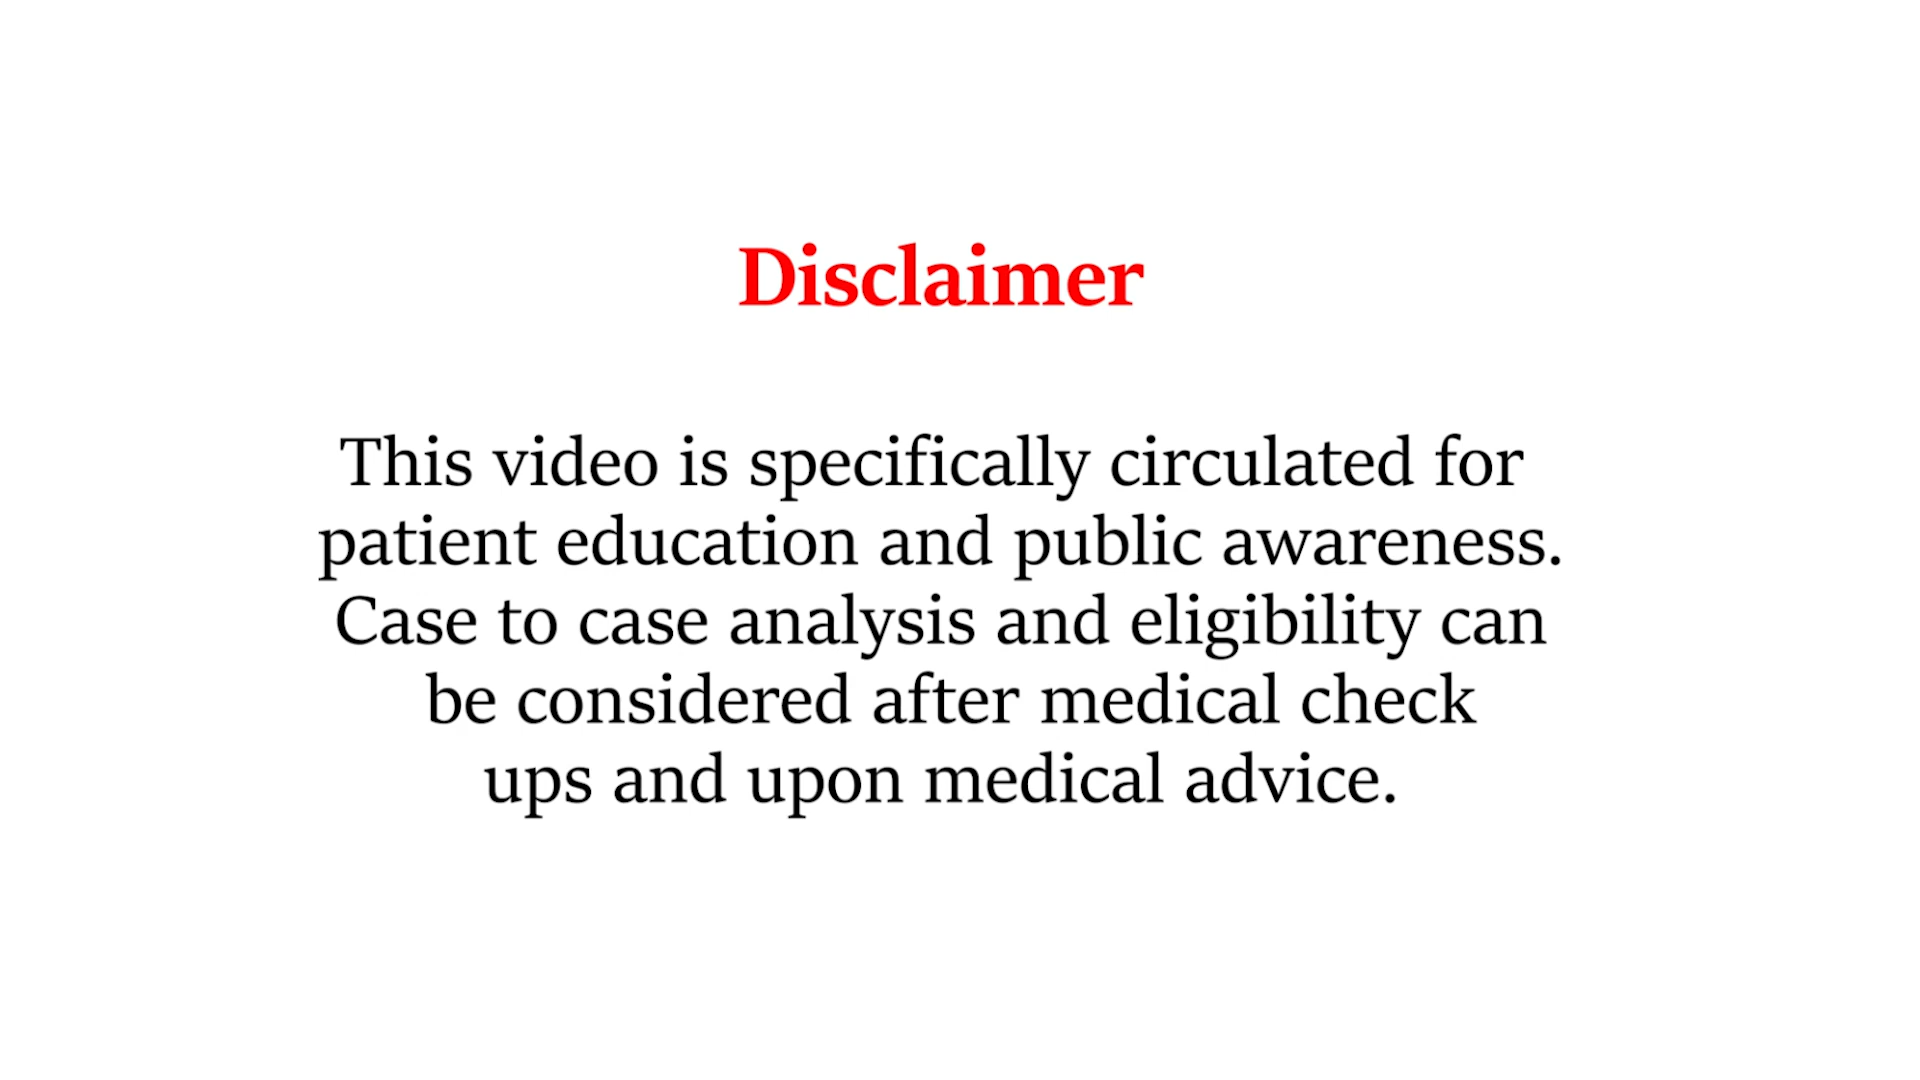 Disclaimer
This video is specifically circulated for
patient education and public awareness.
Case to case analysis and eligibility can
be considered after medical check
ups and upon medical advice.